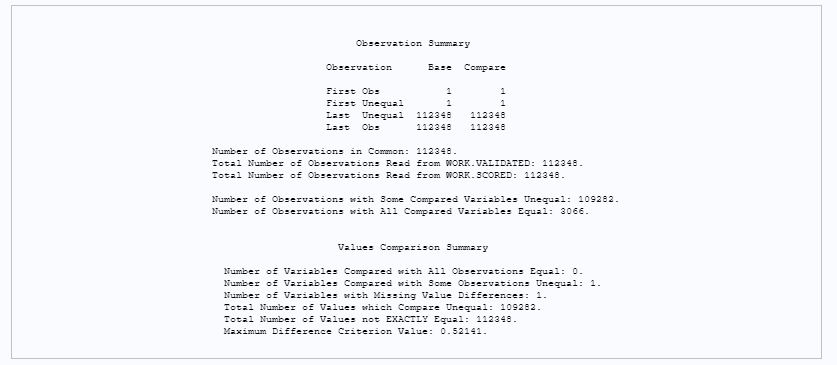 Observation Summary
Observation Base Compare
First Obs 1 1
First Unequal 1 1
Last Unequal 112348 112348
Last Obs 112348 112348
Number of Observations in Common: 112348.
Total Number of Observations Read from WORK.VALIDATED: 112348.
Total Number of Observations Read from WORK.SCORED: 112348.
Number of Observations with Some Compared Variables Unequal: 109282.
Number of Observations with All Compared Variables Equal: 3066.
Values Comparison Summary
Number of Variables Compared with All Observations Equal: 0.
Number of Variables Compared with Some Observations Unequal: 1.
Number of Variables with Missing Value Differences: 1.
Total Number of Values which Compare Unequal: 109282.
Total Number of Values not EXACTLY Equal: 112348.
Maximum Difference Criterion Value: 0.52141.